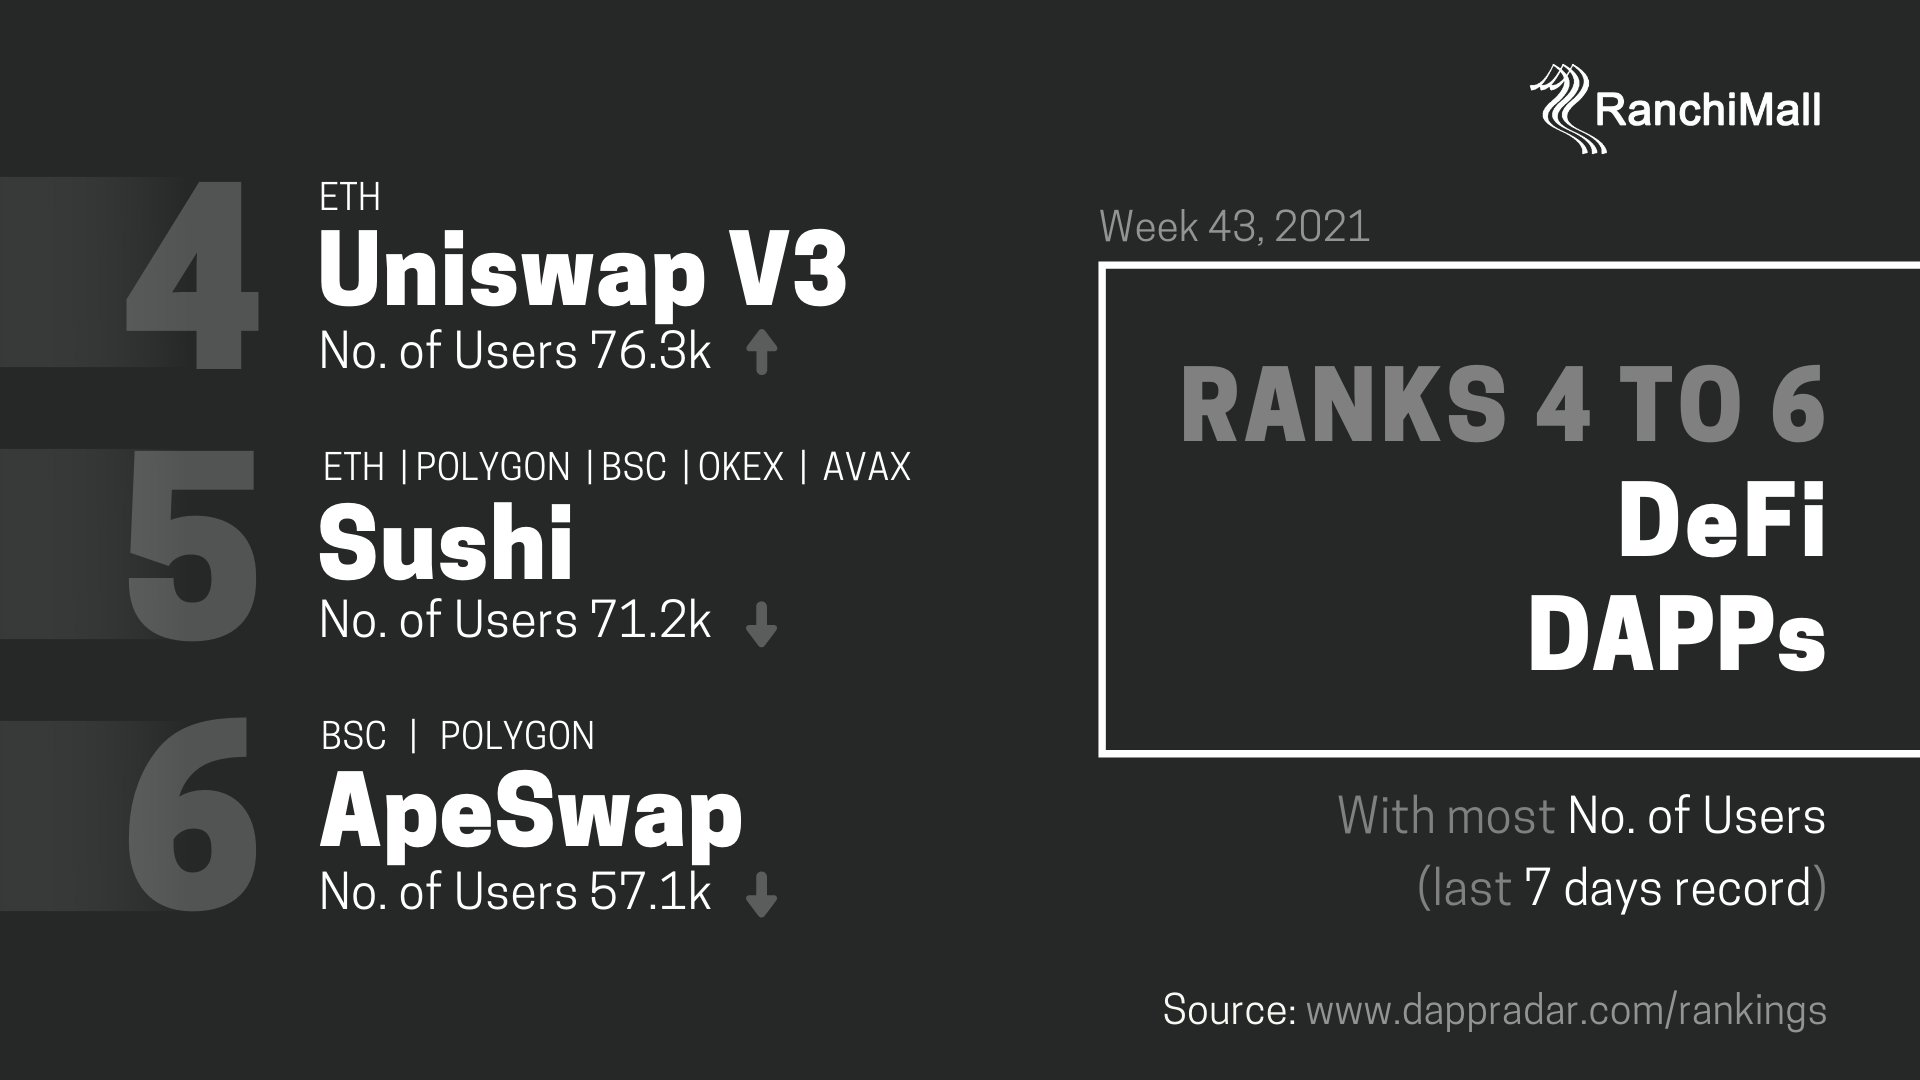 RanchiMall
4
ETH
Uniswap V3
No. of Users 76.3k
5
ETH | POLYGON | BSC | OKEX | AVAX
Sushi
No. of Users 71.2k
6
BSC | POLYGON
ApeSwap
No. of Users 57.1k
Week 43, 2021
RANKS 4 TO 6
DeFi
DAPPs
With most No. of Users
(last 7 days record)
Source: www.dappradar.com/rankings